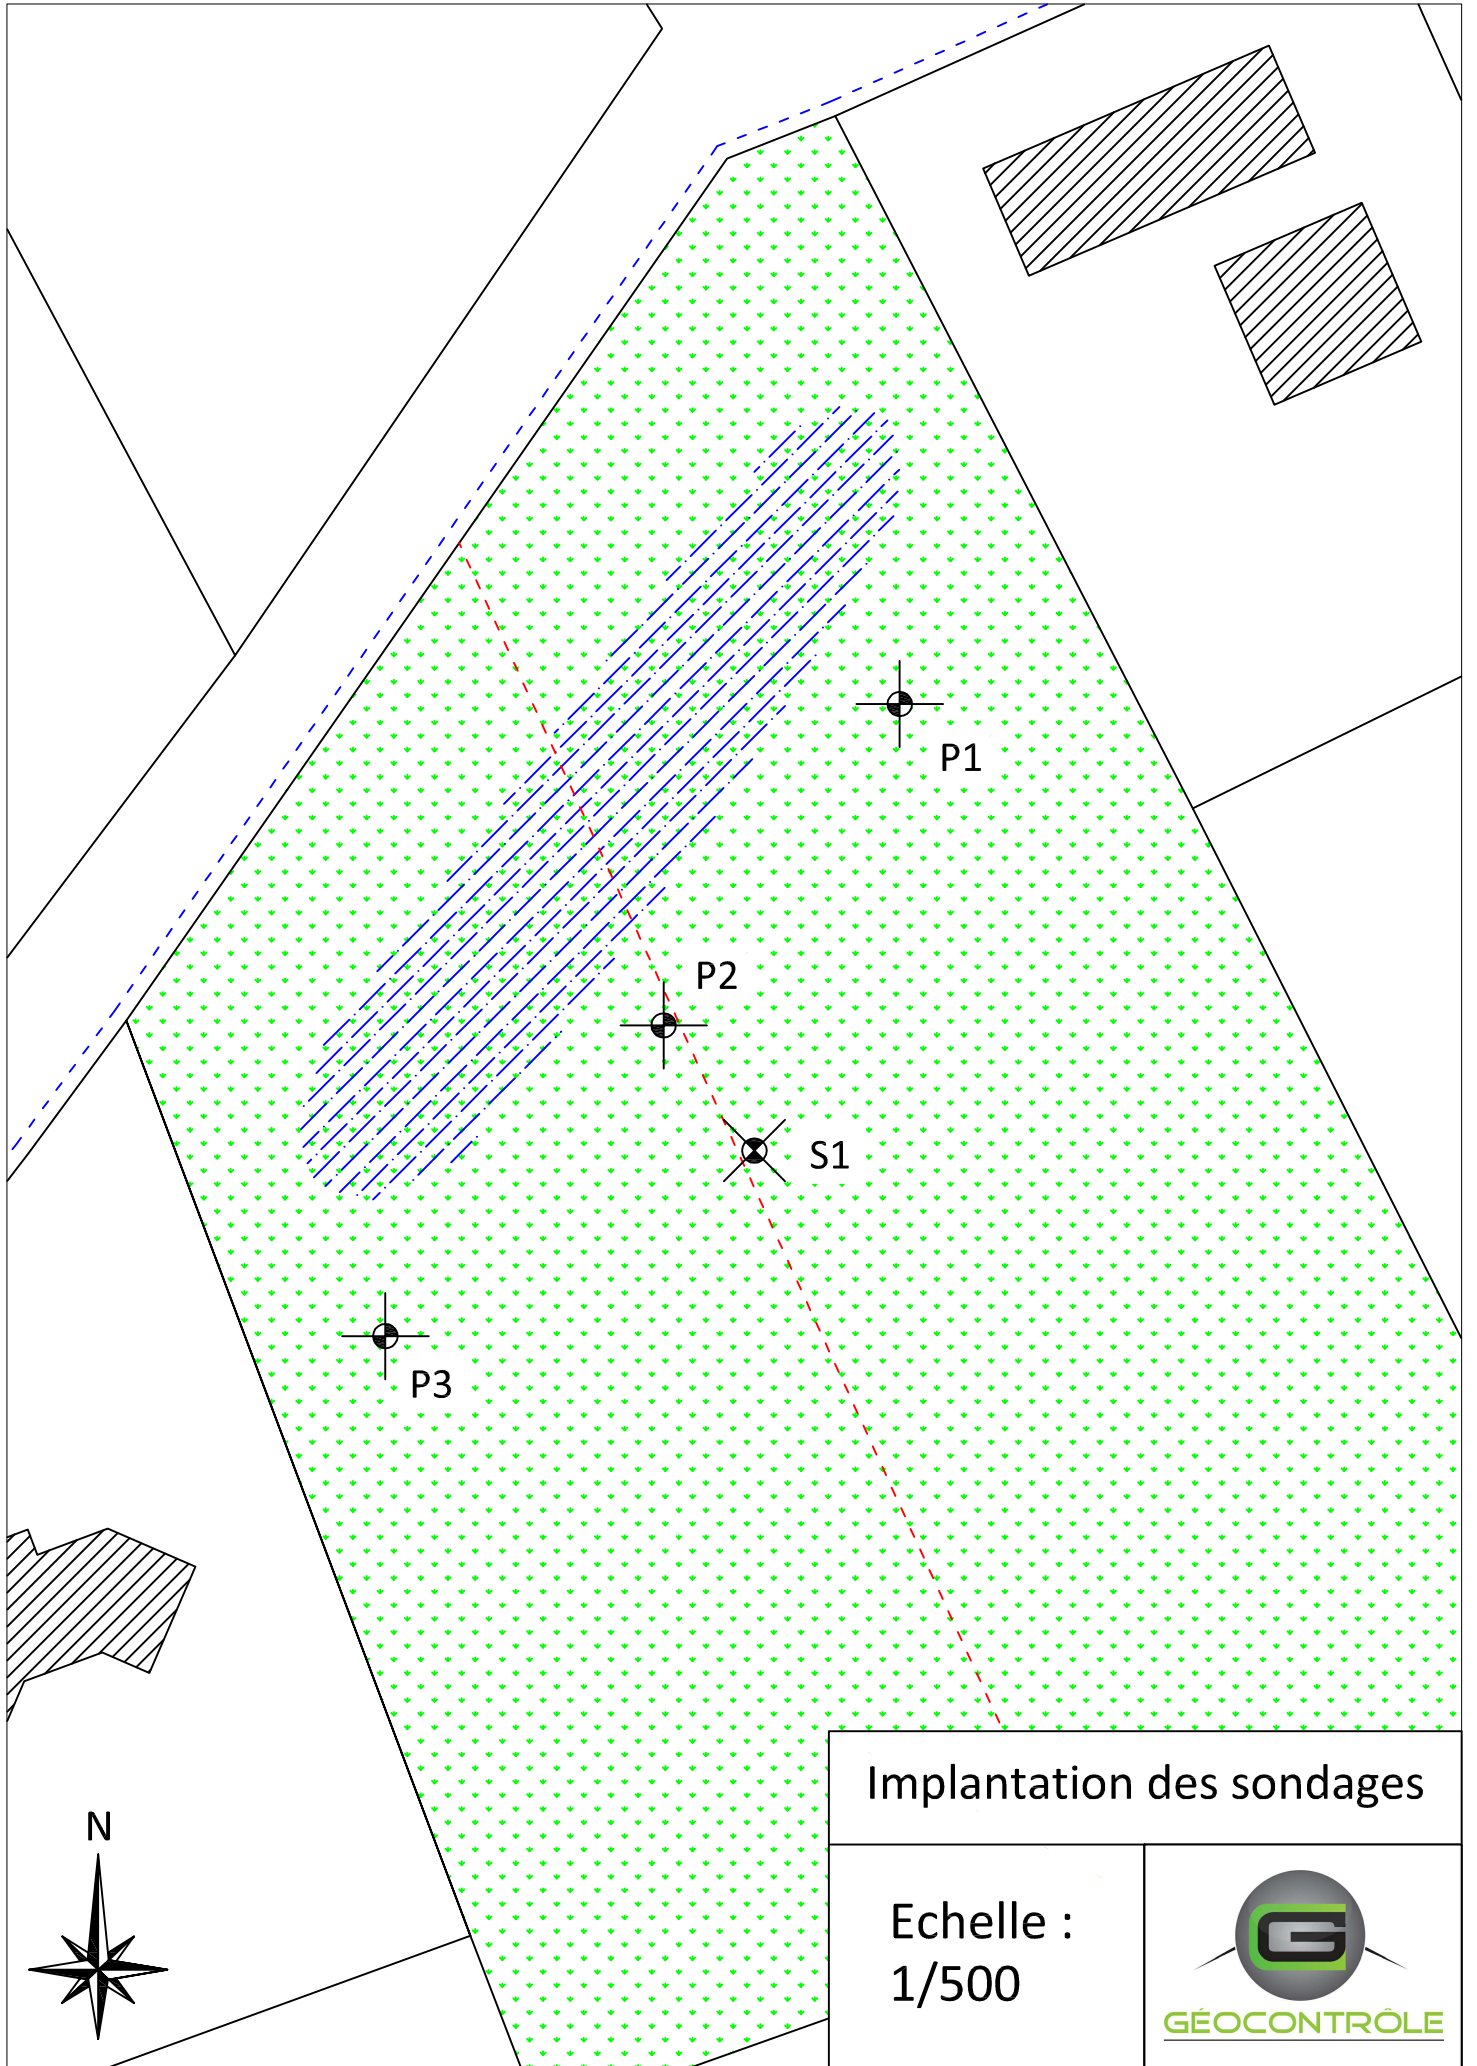 P1
P2
S1
P3
N
Implantation des sondages
Echelle :
1/500
G
GÉOCONTRÔLE